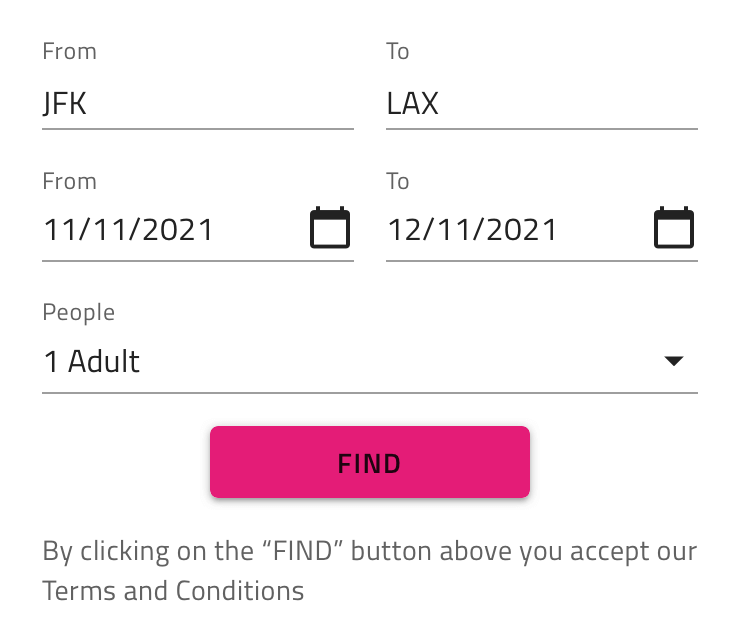 From To
JFK LAX
From To
11/11/2021 12/11/2021
People
1 Adult
FIND
By clicking on the “FIND” button above you accept our
Terms and Conditions